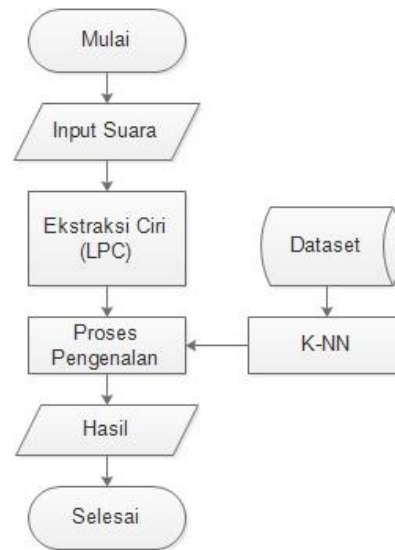 Mulai
Input Suara
Ekstraksi Ciri
(LPC)
Dataset
Proses
Pengenalan
K-NN
Hasil
Selesai